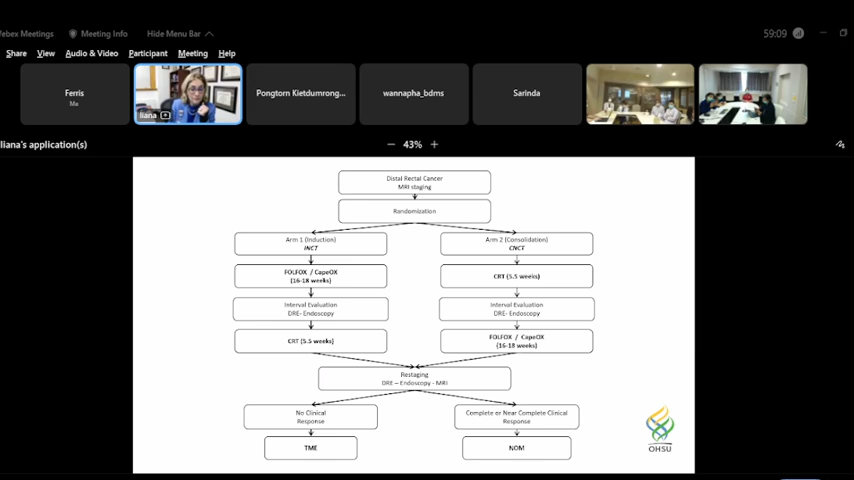 ebex Meetings
Meeting Info
Hide Menu Bar
59:09
Share View Audio & Video Participant Meeting Help
Ferris
Me
liana
Pongtorn Kietdumrong...
wannapha_bdms
Sarinda
liana's application(s)
43%
Distal Rectal Cancer
MRI staging
Randomization
Arm 1 (Induction)
INCT
Arm 2 (Consolidation)
CNCT
FOLFOX / CapeOX
(16-18 weeks)
CRT (5.5 weeks)
Interval Evaluation
DRE- Endoscopy
Interval Evaluation
DRE- Endoscopy
CRT (5.5 weeks)
FOLFOX / CapeOX
(16-18 weeks)
Restaging
DRE – Endoscopy - MRI
No Clinical
Response
Complete or Near Complete Clinical
Response
TME
NOM
OHSU